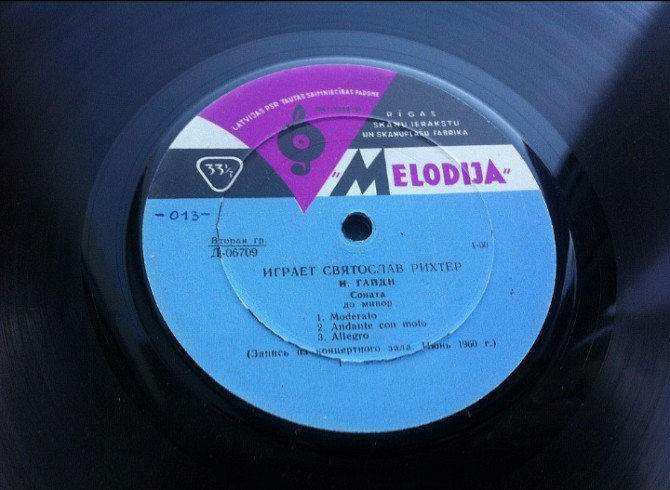 LATVIJAS PSR TAUTAS SAIMNIECĪBAS PADOME
RĪGAS
SKAŅU IERAKSTU
UN SKAŅUPLAŠU FABRIKA
33⅓
"MELODIJA"
-013-
Вторая гр.
Д-06709
1-00
ИГРАЕТ СВЯТОСЛАВ РИХТЕР
И. ГАЙДН
Соната
до минор
1. Moderato
2. Andante con moto
3. Allegro
(Запись из концертного зала. Июнь 1960 г.)